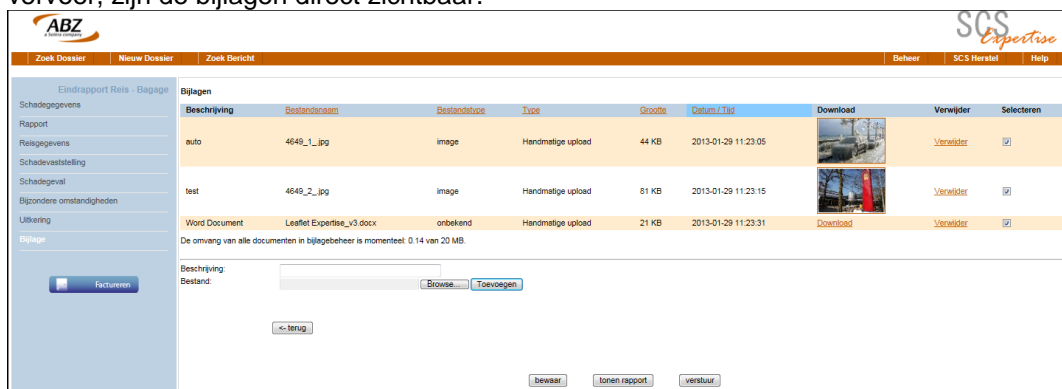 verveer, zijn de bijlagen direct zichtbaar.
ABZ
a Solera company
SCS
Expertise
Zoek Dossier Nieuw Dossier Zoek Bericht Beheer SCS Herstel Help
Eindrapport Reis - Bagage
Schadegegevens
Rapport
Reisgegevens
Schadevaststelling
Schadegeval
Bijzondere omstandigheden
Uitkering
Bijlage
Factureren
Bijlagen
Beschrijving Bestandsnaam Bestandstype Type Grootte Datum / Tijd Download Verwijder Selecteren
auto 4649_1_.jpg image Handmatige upload 44 KB 2013-01-29 11:23:05 Verwijder
test 4649_2_.jpg image Handmatige upload 81 KB 2013-01-29 11:23:15 Verwijder
Word Document Leaflet Expertise_v3.docx onbekend Handmatige upload 21 KB 2013-01-29 11:23:31 Download Verwijder
De omvang van alle documenten in bijlagebeheer is momenteel: 0.14 van 20 MB.
Beschrijving:
Bestand: Browse... Toevoegen
<- terug
bewaar tonen rapport verstuur